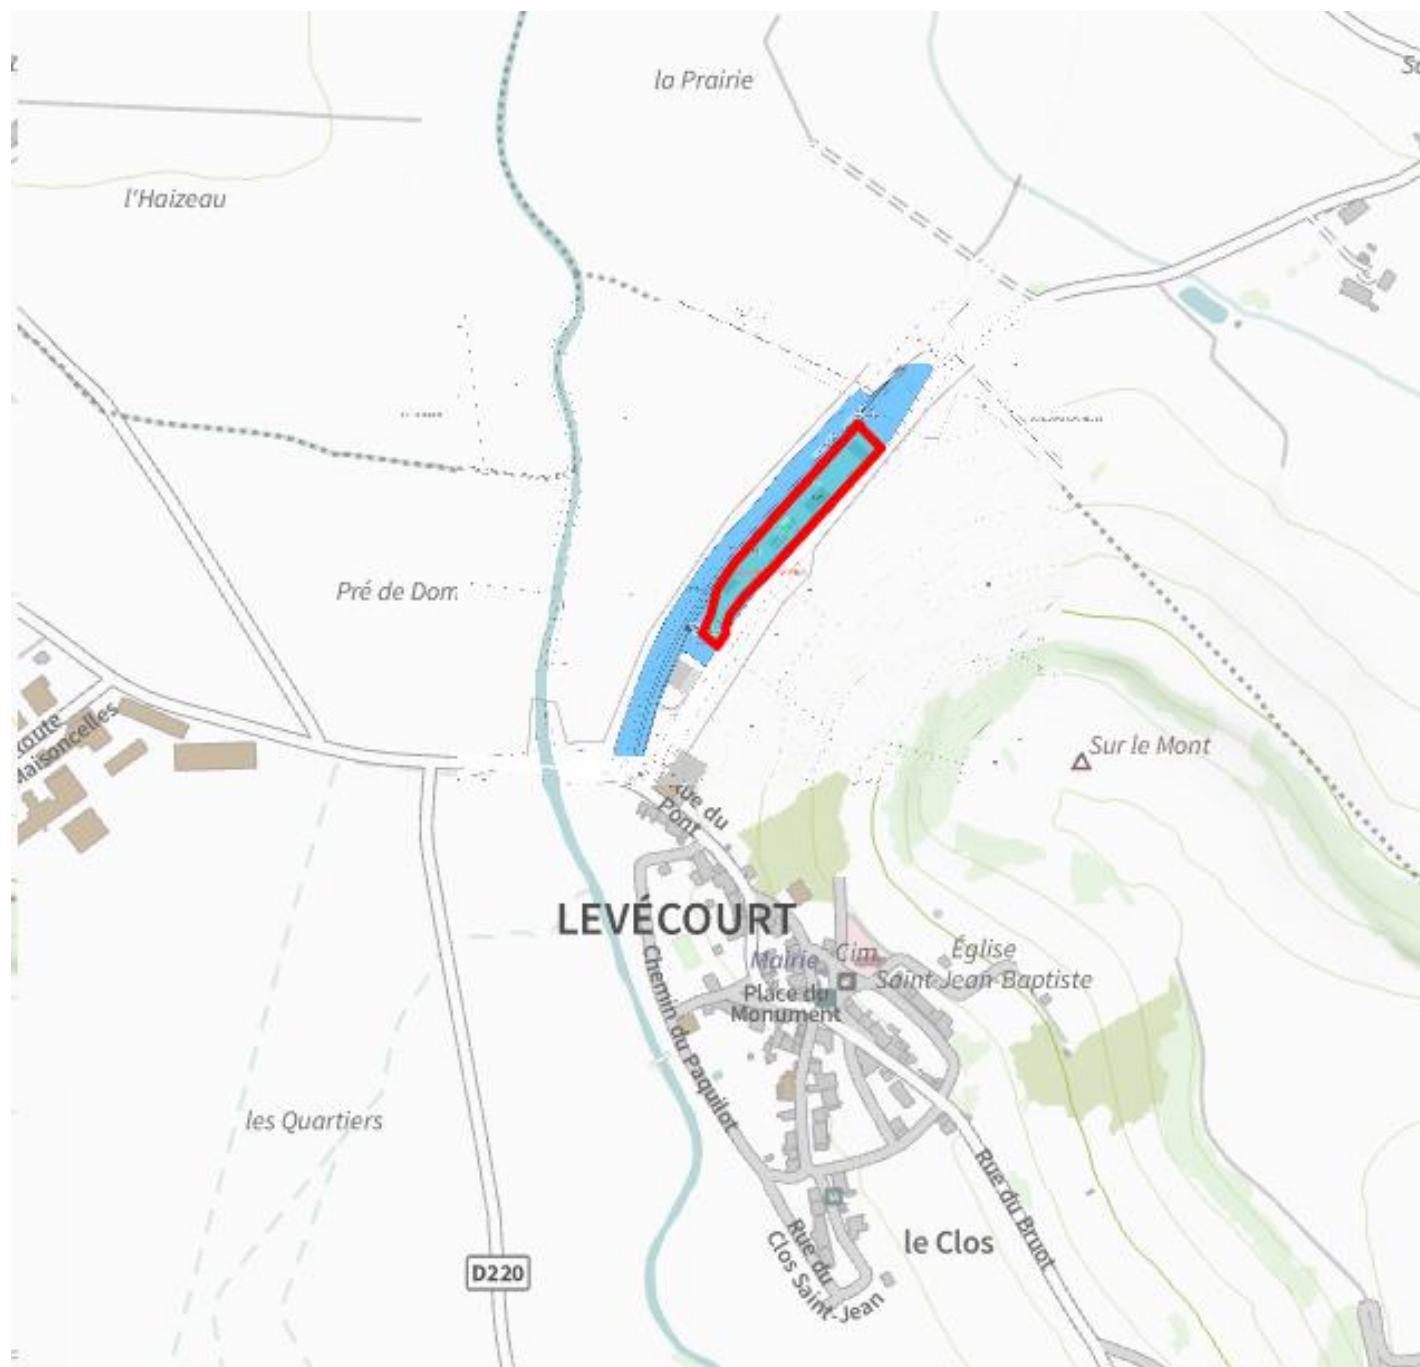 la Prairie
l'Haizeau
Pré de Dom
Route
Maisoncelles
Sur le Mont
Rue du
Pont
LEVÉCOURT
Mairie
Cim.
Église
Saint-Jean-Baptiste
Place du
Monument
Chemin du Paquilot
les Quartiers
Rue du Bruot
le Clos
Rue du
Clos Saint-Jean
D220